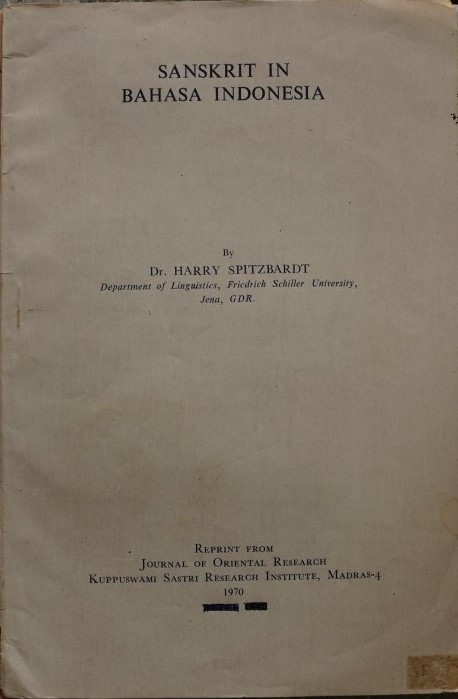 SANSKRIT IN
BAHASA INDONESIA
By
Dr. HARRY SPITZBARDT
Department of Linguistics, Friedrich Schiller University,
Jena, GDR.
REPRINT FROM
JOURNAL OF ORIENTAL RESEARCH
KUPPUSWAMI SASTRI RESEARCH INSTITUTE, MADRAS-4
1970